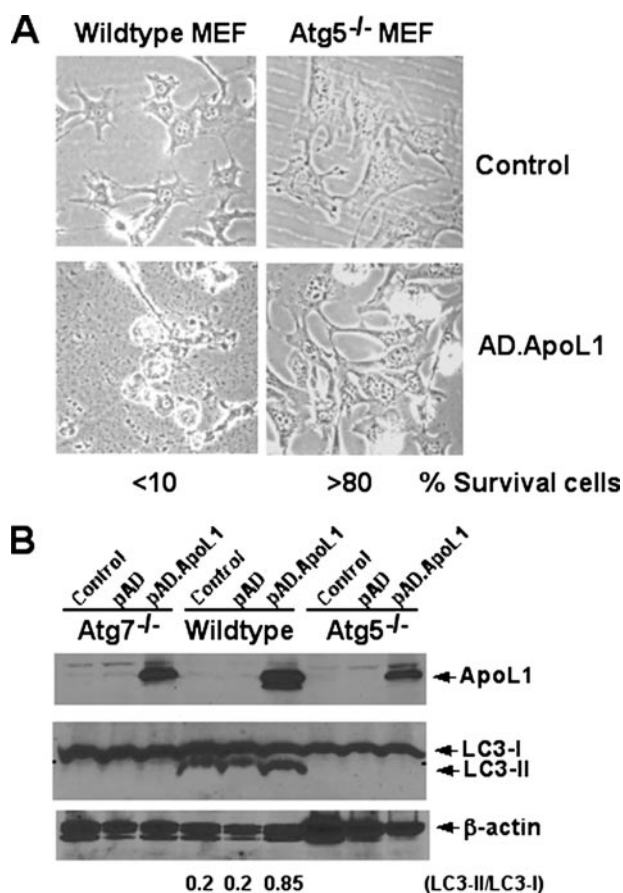 A
Wildtype MEF
Atg5-/- MEF
Control
AD.ApoL1
<10 >80 % Survival cells
B
Control pAD pAD.ApoL1 Control pAD pAD.ApoL1 Control pAD pAD.ApoL1
Atg7-/- Wildtype Atg5-/-
ApoL1
LC3-I
LC3-II
β-actin
0.2 0.2 0.85 (LC3-II/LC3-I)